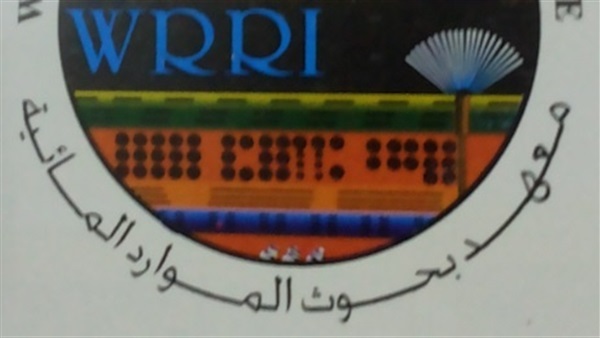 WRRI
معهد بحوث الموارد المائية